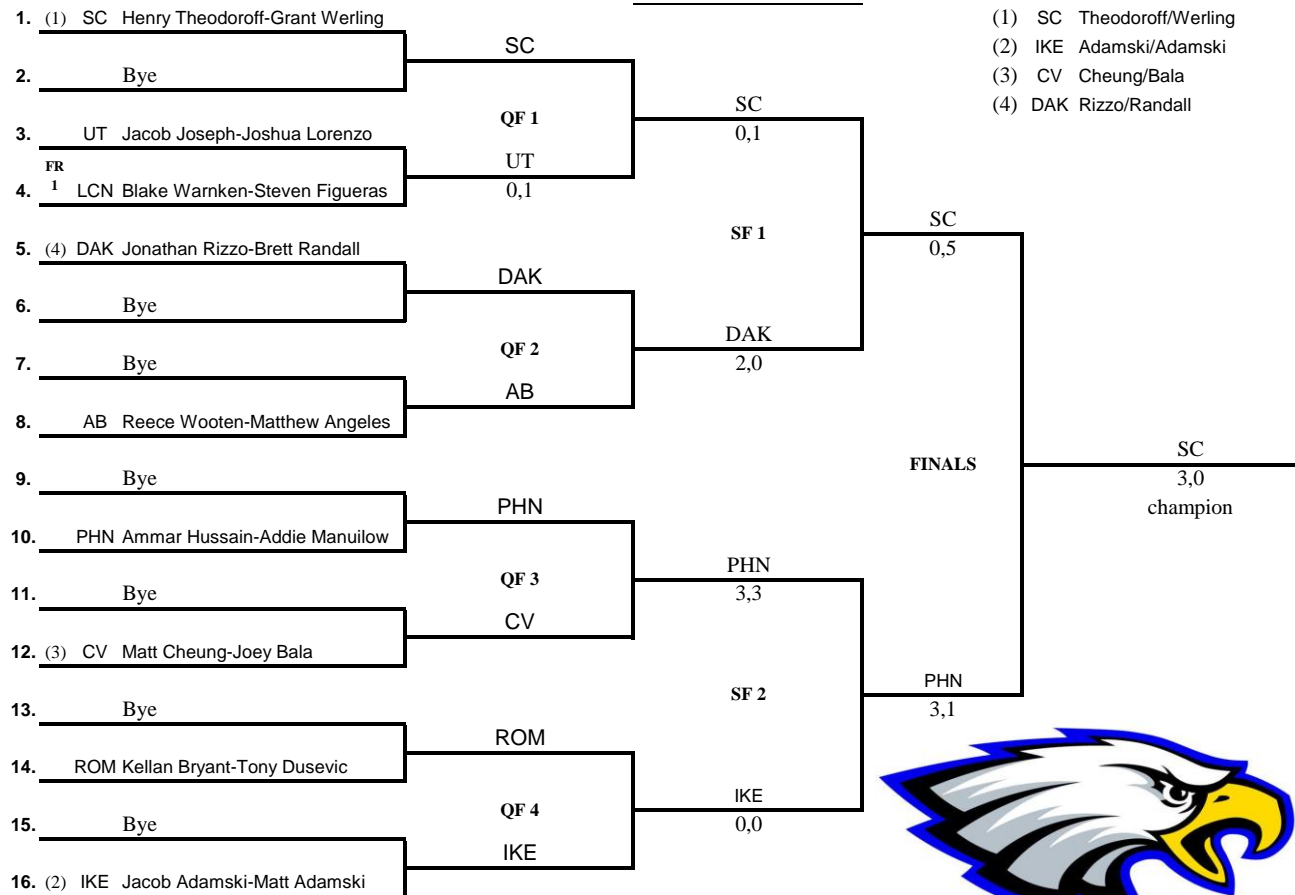 1. (1) SC Henry Theodoroff-Grant Werling
SC
2. Bye
QF 1
SC
0,1
3. UT Jacob Joseph-Joshua Lorenzo
FR
1
UT
0,1
4. LCN Blake Warnken-Steven Figueras
SF 1
SC
0,5
5. (4) DAK Jonathan Rizzo-Brett Randall
DAK
6. Bye
QF 2
DAK
2,0
7. Bye
AB
8. AB Reece Wooten-Matthew Angeles
FINALS
SC
3,0
champion
9. Bye
PHN
10. PHN Ammar Hussain-Addie Manuilow
QF 3
PHN
3,3
11. Bye
CV
12. (3) CV Matt Cheung-Joey Bala
SF 2
PHN
3,1
13. Bye
ROM
14. ROM Kellan Bryant-Tony Dusevic
QF 4
IKE
0,0
15. Bye
IKE
16. (2) IKE Jacob Adamski-Matt Adamski
(1) SC Theodoroff/Werling
(2) IKE Adamski/Adamski
(3) CV Cheung/Bala
(4) DAK Rizzo/Randall